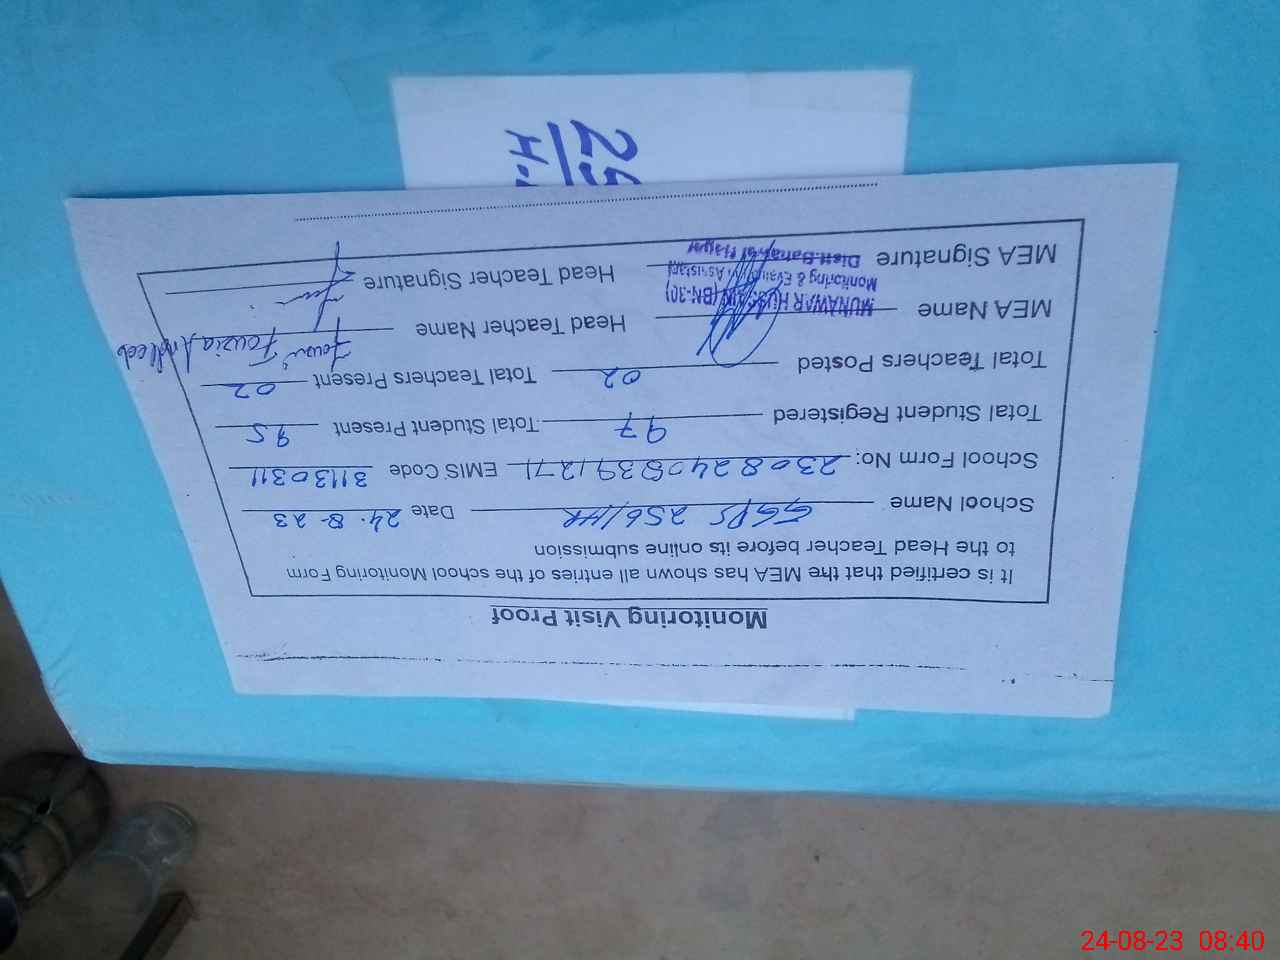 Monitoring Visit Proof
It is certified that the MEA has shown all entries of the school Monitoring Form
to the Head Teacher before its online submission
School Name GGPS 256/HR Date 24.8-23
School Form No: 230824083911271 EMIS Code 31130311
Total Student Registered 97 Total Student Present 95
Total Teachers Posted 02 Total Teachers Present 02
MEA Name MUNAWAR HUSSAIN (BN-30) Head Teacher Name Fouzia
Monitoring & Evaluation Assistant
MEA Signature Distt. Bahawal Nagar Head Teacher Signature
24-08-23 08:40